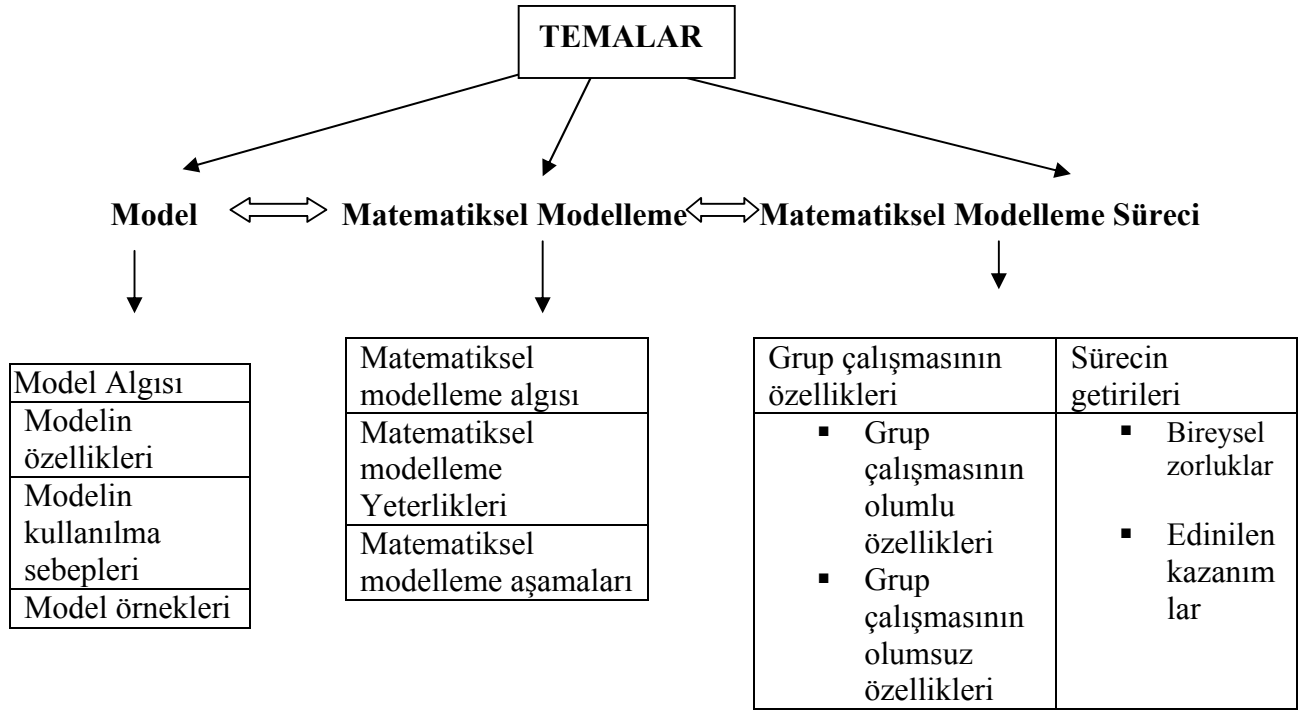 TEMALAR
Model
Matematiksel Modelleme
Matematiksel Modelleme Süreci
Model Algısı
Modelin
özellikleri
Modelin
kullanılma
sebepleri
Model örnekleri
Matematiksel
modelleme algısı
Matematiksel
modelleme
Yeterlikleri
Matematiksel
modelleme aşamaları
Grup çalışmasının
özellikleri
▪ Grup
çalışmasının
olumlu
özellikleri
▪ Grup
çalışmasının
olumsuz
özellikleri
Sürecin
getirileri
▪ Bireysel
zorluklar
▪ Edinilen
kazanım
lar